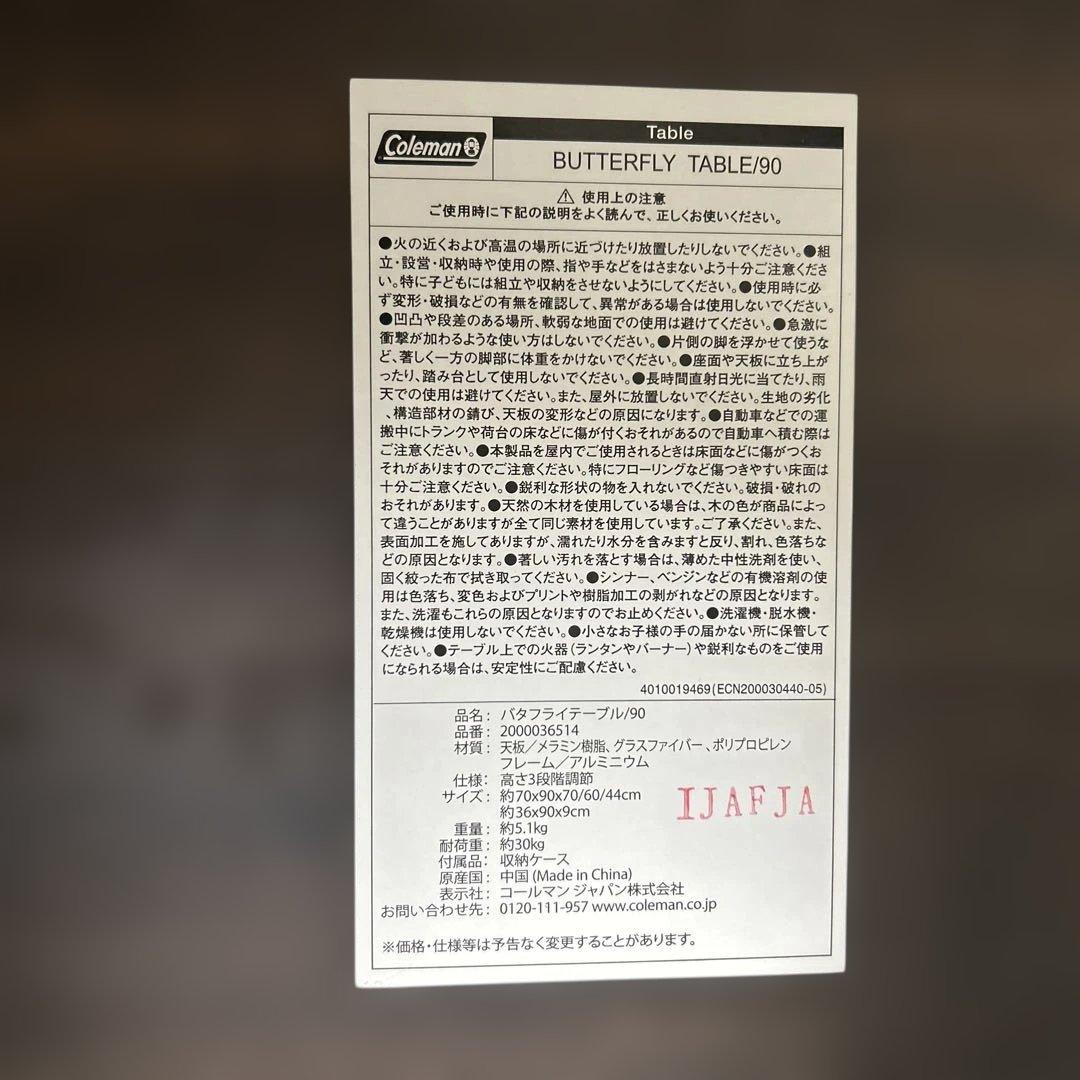 Coleman
Table
BUTTERFLY TABLE/90
⚠ 使用上の注意
ご使用時に下記の説明をよく読んで、正しくお使いください。
●火の近くおよび高温の場所に近づけたり放置したりしないでください。●組
立・設営・収納時や使用の際、指や手などをはさまないよう十分ご注意くださ
い。特に子どもには組立や収納をさせないようにしてください。●使用時に必
ず変形・破損などの有無を確認して、異常がある場合は使用しないでください。
●凹凸や段差のある場所、軟弱な地面での使用は避けてください。●急激に
衝撃が加わるような使い方はしないでください。●片側の脚を浮かせて使うな
ど、著しく一方の脚部に体重をかけないでください。●座面や天板に立ち上が
ったり、踏み台として使用しないでください。●長時間直射日光に当てたり、雨
天での使用は避けてください。また、屋外に放置しないでください。生地の劣化
、構造部材の錆び、天板の変形などの原因になります。●自動車などでの運
搬中にトランクや荷台の床などに傷が付くおそれがあるので自動車へ積む際は
ご注意ください。●本製品を屋内でご使用されるときは床面などに傷がつくお
それがありますのでご注意ください。特にフローリングなど傷つきやすい床面は
十分ご注意ください。●鋭利な形状の物を入れないでください。破損・破れの
おそれがあります。●天然の木材を使用している場合は、木の色が商品によっ
て違うことがありますが全て同じ素材を使用しています。ご了承ください。また、
表面加工を施してありますが、濡れたり水分を含みますと反り、割れ、色落ちな
どの原因となります。●著しい汚れを落とす場合は、薄めた中性洗剤を使い、
固く絞った布で拭き取ってください。●シンナー、ベンジンなどの有機溶剤の使
用は色落ち、変色およびプリントや樹脂加工の剥がれなどの原因となります。
また、洗濯もこれらの原因となりますのでお止めください。●洗濯機・脱水機・
乾燥機は使用しないでください。●小さなお子様の手の届かない所に保管して
ください。●テーブル上での火器（ランタンやバーナー）や鋭利なものをご使用
になられる場合は、安定性にご配慮ください。
4010019469(ECN200030440-05)
品名： バタフライテーブル/90
品番： 2000036514
材質： 天板／メラミン樹脂、グラスファイバー、ポリプロピレン
フレーム／アルミニウム
仕様： 高さ3段階調節
サイズ： 約70x90x70/60/44cm
約36x90x9cm
IJAFJA
重量： 約5.1kg
耐荷重： 約30kg
付属品： 収納ケース
原産国： 中国 (Made in China)
表示社： コールマン ジャパン株式会社
お問い合わせ先： 0120-111-957 www.coleman.co.jp
※価格・仕様等は予告なく変更することがあります。